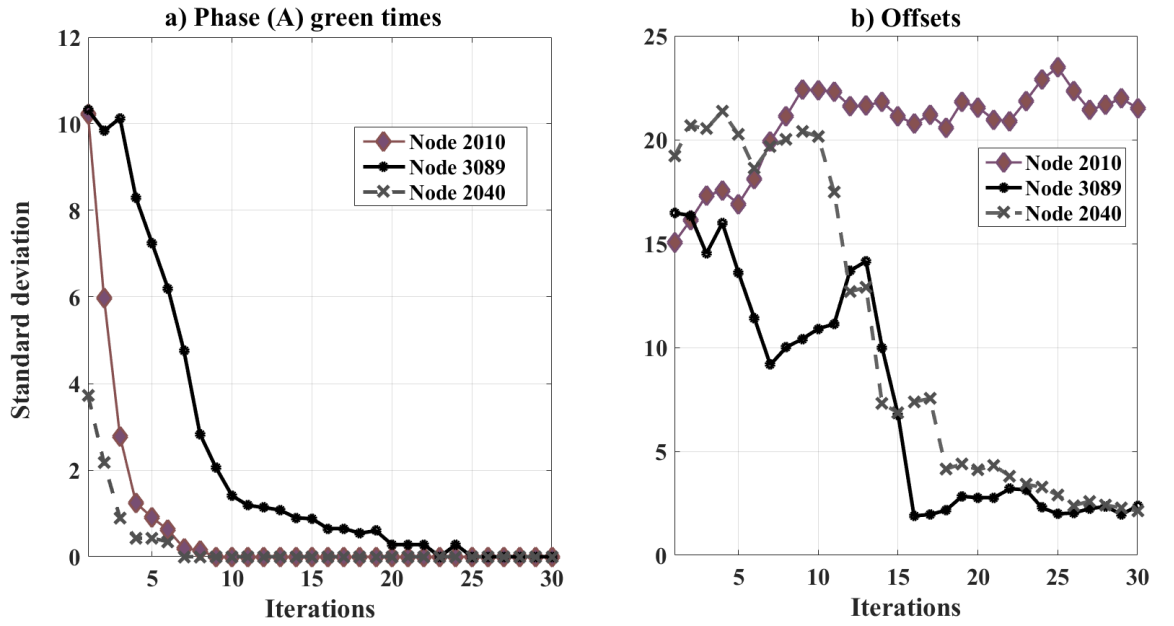 a) Phase (A) green times
12
10
8
6
4
2
0
5
10
15
20
25
30
Standard deviation
Iterations
Node 2010
Node 3089
Node 2040
b) Offsets
25
20
15
10
5
0
5
10
15
20
25
30
Iterations
Node 2010
Node 3089
Node 2040